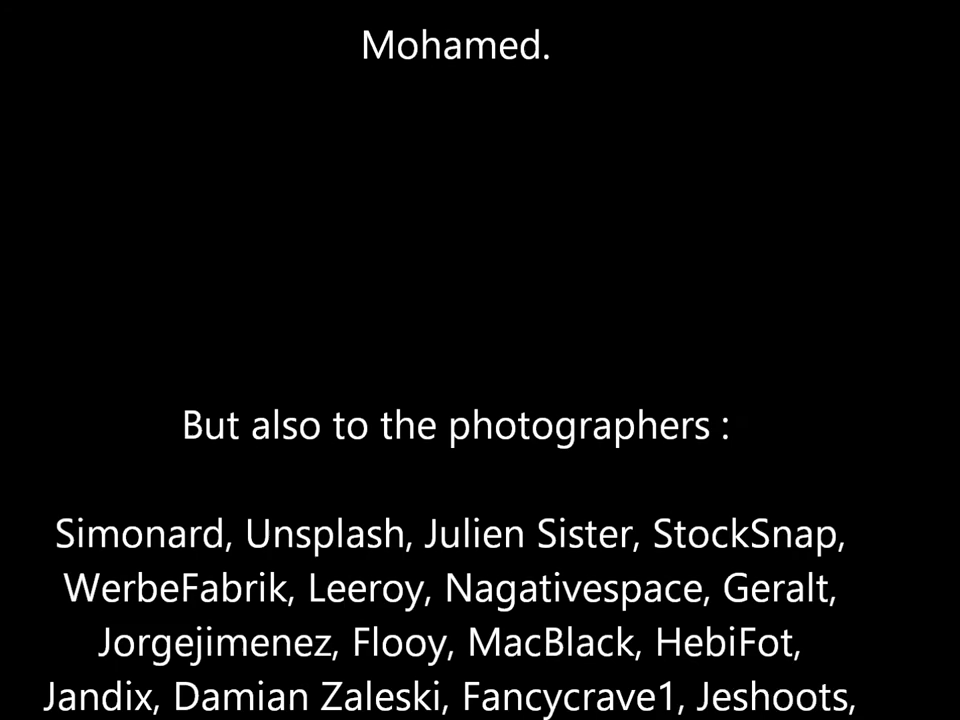 Mohamed.
But also to the photographers :
Simonard, Unsplash, Julien Sister, StockSnap,
WerbeFabrik, Leeroy, Nagativespace, Geralt,
Jorgejimenez, Flooy, MacBlack, HebiFot,
Jandix, Damian Zaleski, Fancycrave1, Jeshoots,